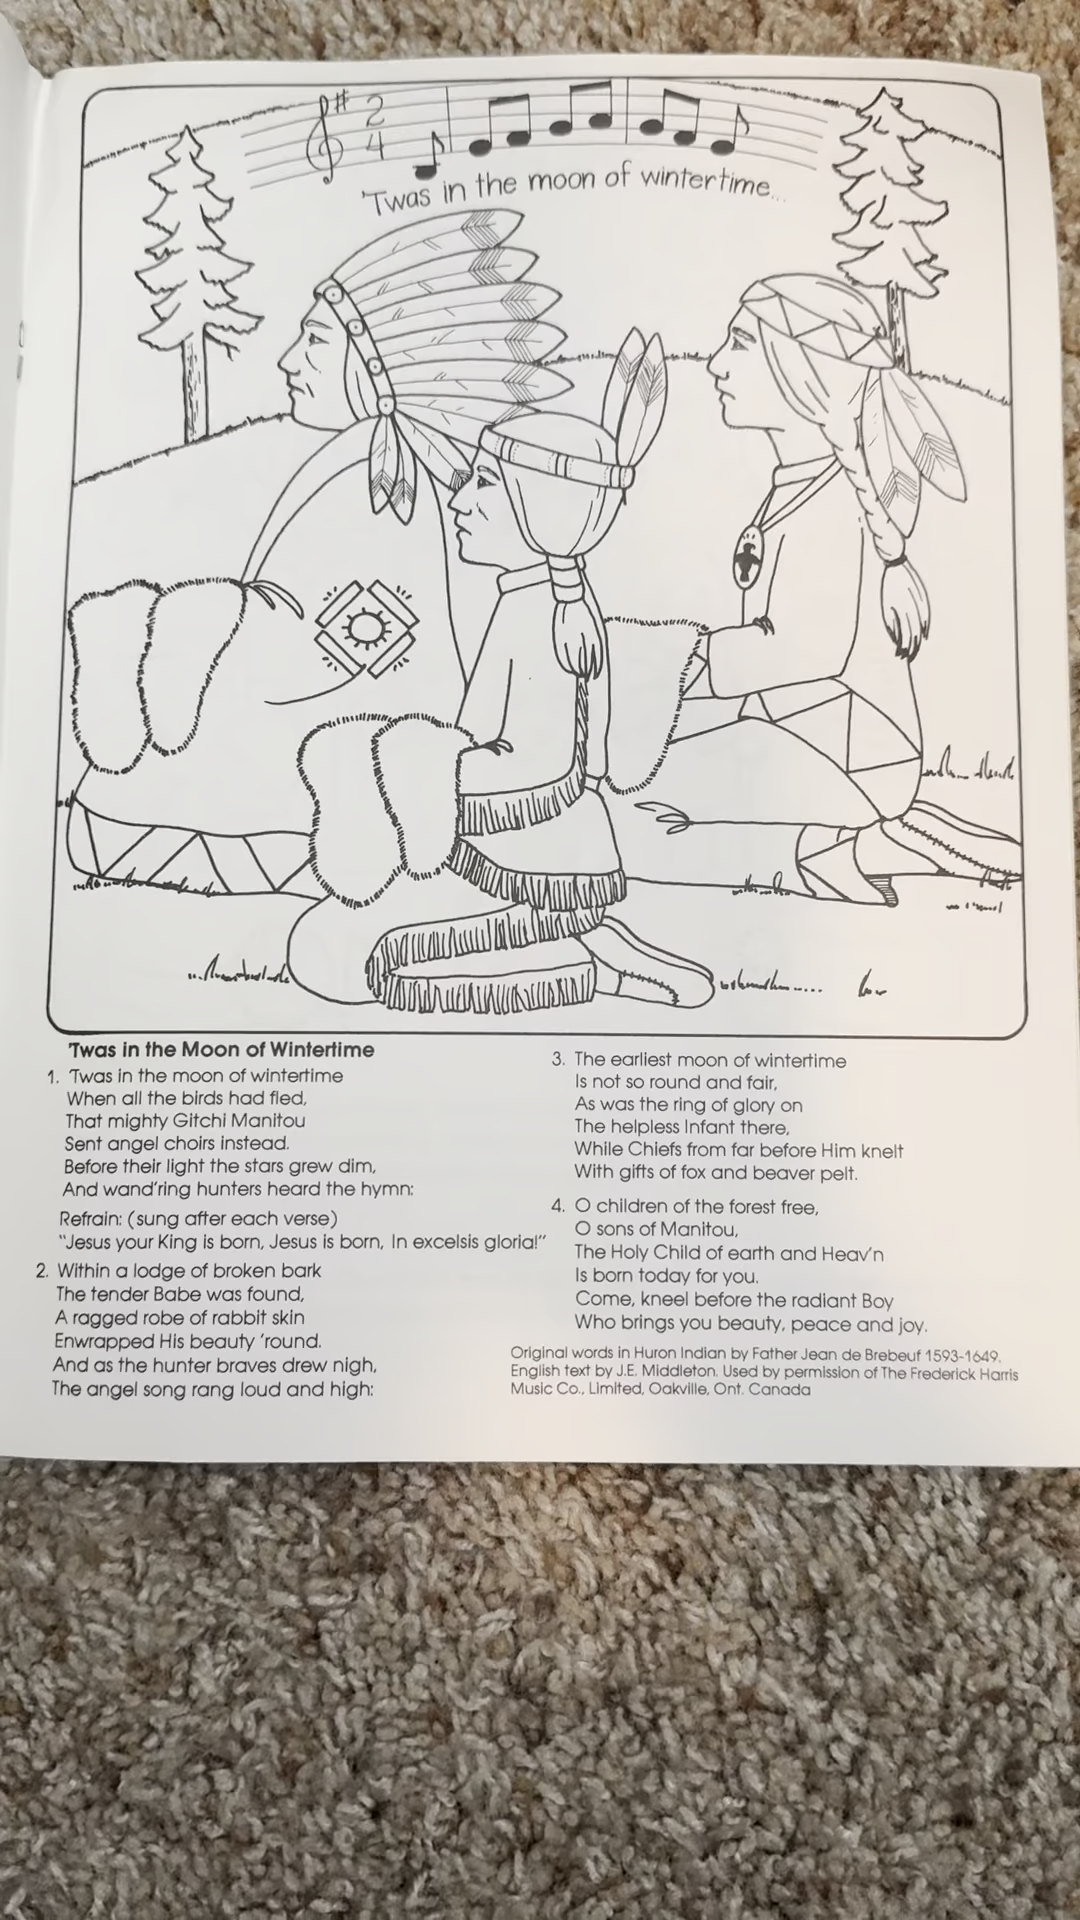 2
4
'Twas in the moon of wintertime...
'Twas in the Moon of Wintertime
1. 'Twas in the moon of wintertime
When all the birds had fled,
That mighty Gitchi Manitou
Sent angel choirs instead.
Before their light the stars grew dim,
And wand'ring hunters heard the hymn:
Refrain: (sung after each verse)
"Jesus your King is born, Jesus is born, In excelsis gloria!"
2. Within a lodge of broken bark
The tender Babe was found,
A ragged robe of rabbit skin
Enwrapped His beauty 'round.
And as the hunter braves drew nigh,
The angel song rang loud and high:
3. The earliest moon of wintertime
Is not so round and fair,
As was the ring of glory on
The helpless Infant there,
While Chiefs from far before Him knelt
With gifts of fox and beaver pelt.
4. O children of the forest free,
O sons of Manitou,
The Holy Child of earth and Heav'n
Is born today for you.
Come, kneel before the radiant Boy
Who brings you beauty, peace and joy.
Original words in Huron Indian by Father Jean de Brebeuf 1593-1649.
English text by J.E. Middleton. Used by permission of The Frederick Harris
Music Co., Limited, Oakville, Ont. Canada